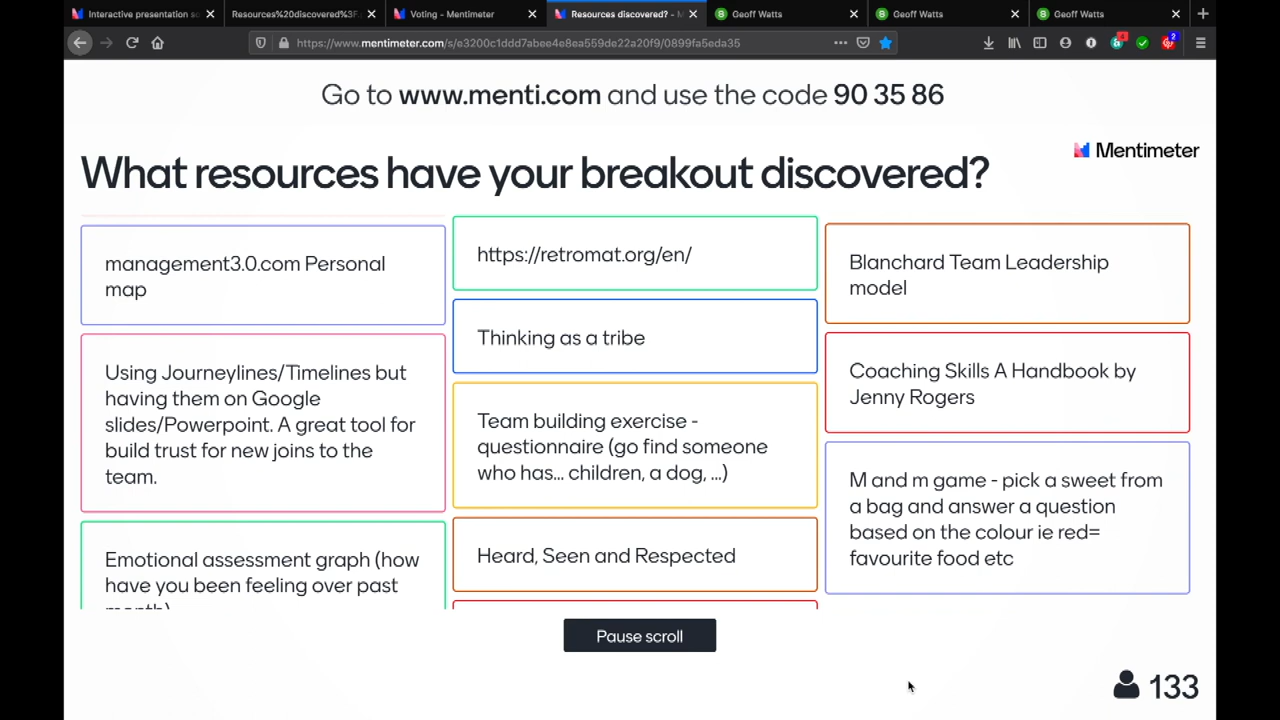 Interactive presentation so
Resources%20discovered%3F.
Voting - Mentimeter
Resources discovered? - M
Geoff Watts
Geoff Watts
Geoff Watts
https://www.mentimeter.com/s/e3200c1ddd7abee4e8ea559de22a20f9/0899fa5eda35
4
2
Go to www.menti.com and use the code 90 35 86
Mentimeter
What resources have your breakout discovered?
management3.0.com Personal
map
Using Journeylines/Timelines but
having them on Google
slides/Powerpoint. A great tool for
build trust for new joins to the
team.
Emotional assessment graph (how
have you been feeling over past
month)
https://retromat.org/en/
Thinking as a tribe
Team building exercise -
questionnaire (go find someone
who has... children, a dog, ...)
Heard, Seen and Respected
Blanchard Team Leadership
model
Coaching Skills A Handbook by
Jenny Rogers
M and m game - pick a sweet from
a bag and answer a question
based on the colour ie red=
favourite food etc
Pause scroll
133